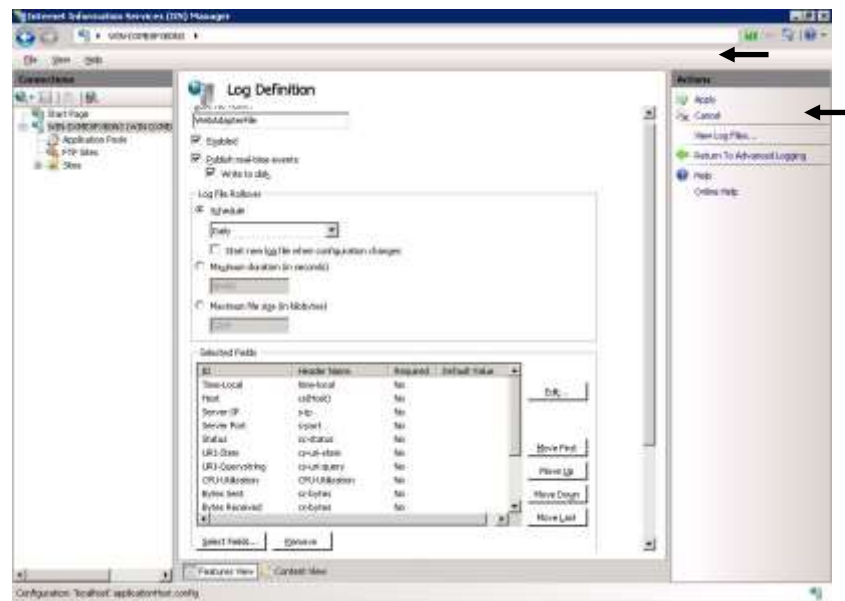 Internet Information Services (IIS) Manager
File View Help
Connections
Start Page
Application Pools
FTP Sites
Sites
Log Definition
WebAdapterFile
Enabled
Publish real-time events
Write to disk
Log File Rollover
Schedule
Daily
Start new log file when configuration changes
Maximum duration (in seconds)
Maximum file size (in kilobytes)
Selected Fields
ID Header Name Required Default Value
Time-Local time-local No
Host cs(Host) No
Server-IP s-ip No
Server Port s-port No
Status sc-status No
URI-Stem cs-uri-stem No
URI-Querystring cs-uri-query No
CPU-Utilization CPU-Utilization No
Bytes Sent sc-bytes No
Bytes Received cs-bytes No
Edit...
Move First
Move Up
Move Down
Move Last
Select Fields... Remove
Features View Content View
Actions
Apply
Cancel
View Log Files...
Return To Advanced Logging
Help
Online Help
Configuration: 'localhost' applicationHost.config